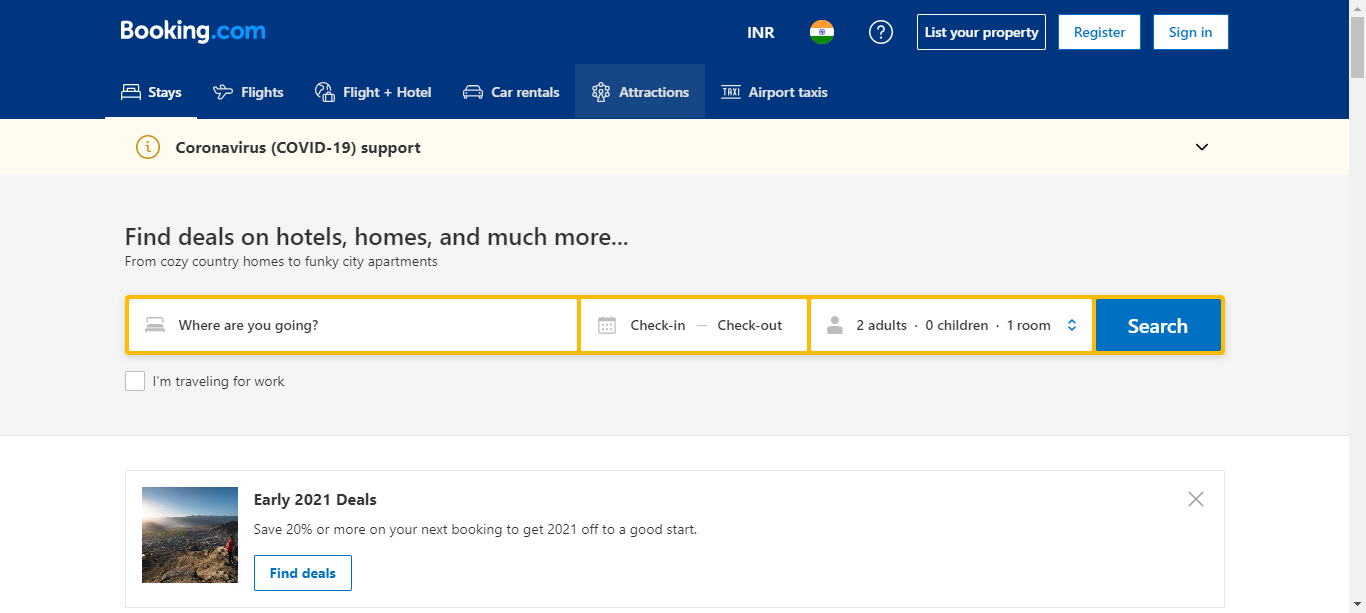 Booking.com
INR
List your property
Register
Sign in
Stays
Flights
Flight + Hotel
Car rentals
Attractions
TAXI
Airport taxis
Coronavirus (COVID-19) support
Find deals on hotels, homes, and much more...
From cozy country homes to funky city apartments
Where are you going?
Check-in — Check-out
2 adults · 0 children · 1 room
Search
I'm traveling for work
Early 2021 Deals
Save 20% or more on your next booking to get 2021 off to a good start.
Find deals